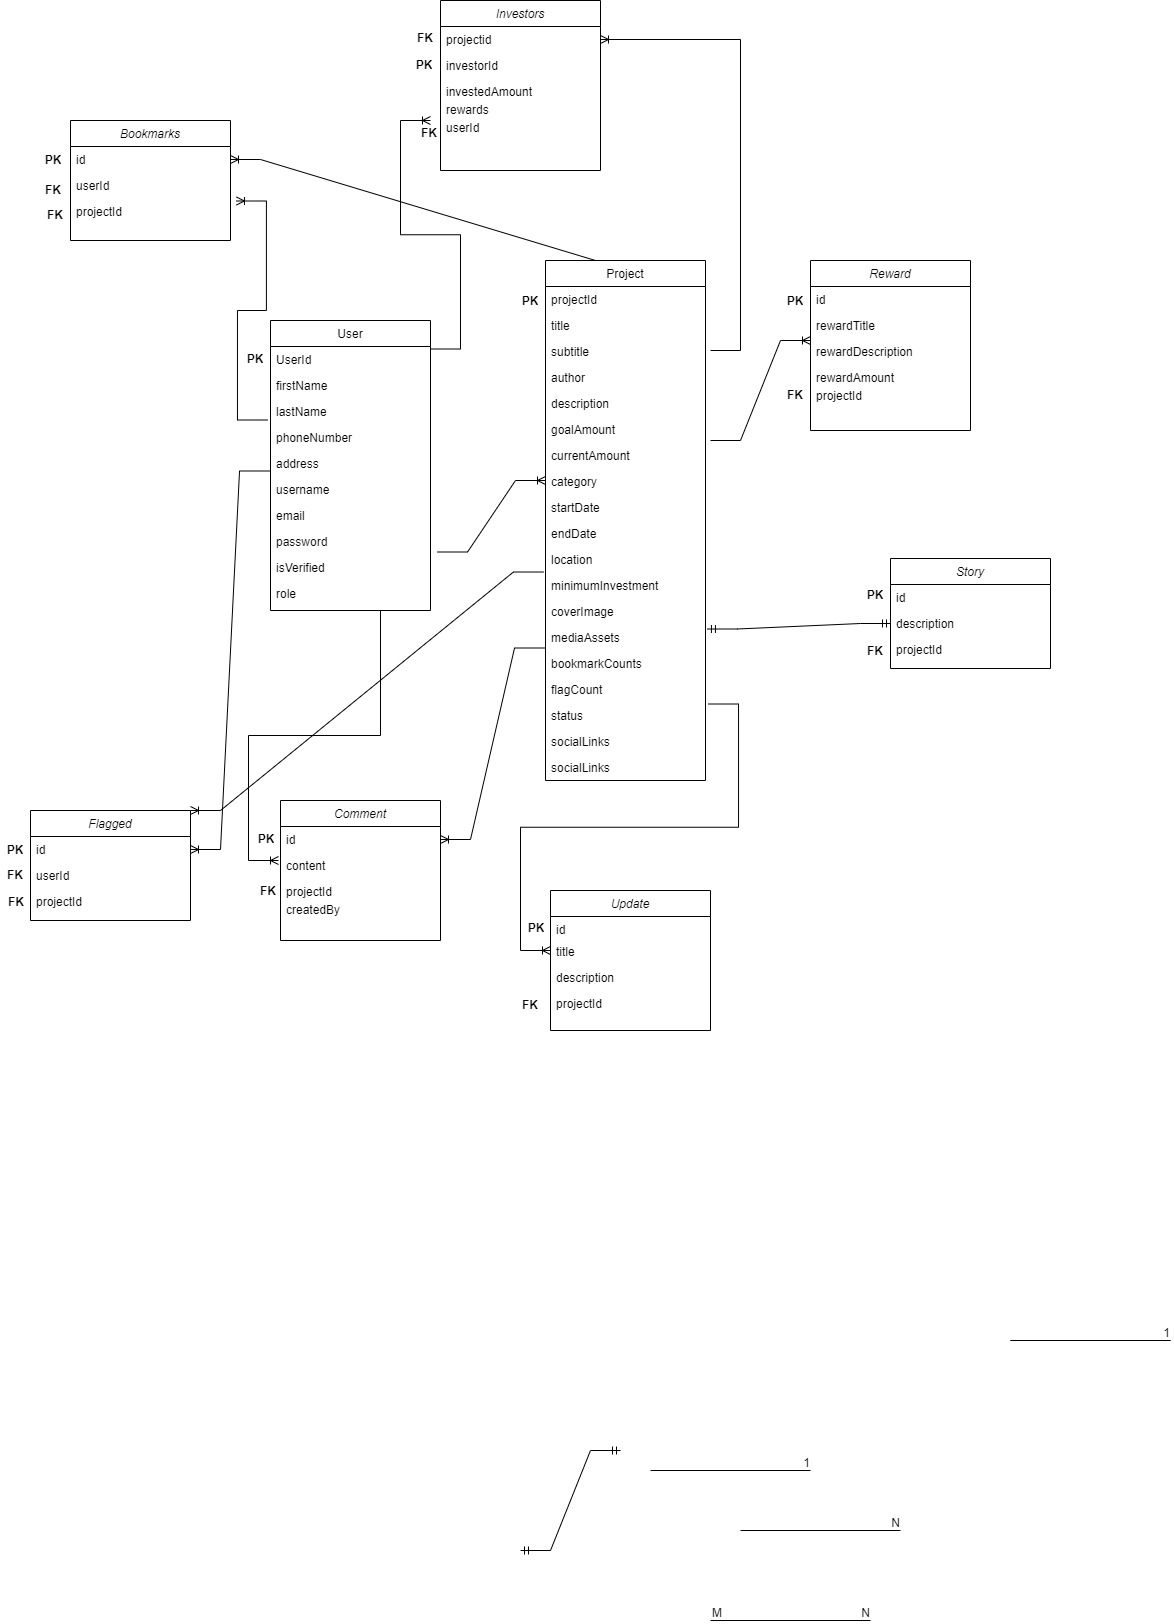 Investors
FK projectid
PK investorId
investedAmount
rewards
FK userId
Bookmarks
PK id
FK userId
FK projectId
Project
PK projectId
title
subtitle
author
description
goalAmount
currentAmount
category
startDate
endDate
location
minimumInvestment
coverImage
mediaAssets
bookmarkCounts
flagCount
status
socialLinks
socialLinks
Reward
PK id
rewardTitle
rewardDescription
rewardAmount
FK projectId
User
PK UserId
firstName
lastName
phoneNumber
address
username
email
password
isVerified
role
Story
PK id
description
FK projectId
Flagged
PK id
FK userId
FK projectId
Comment
PK id
content
FK projectId
createdBy
Update
PK id
title
description
FK projectId
1
1
N
M N